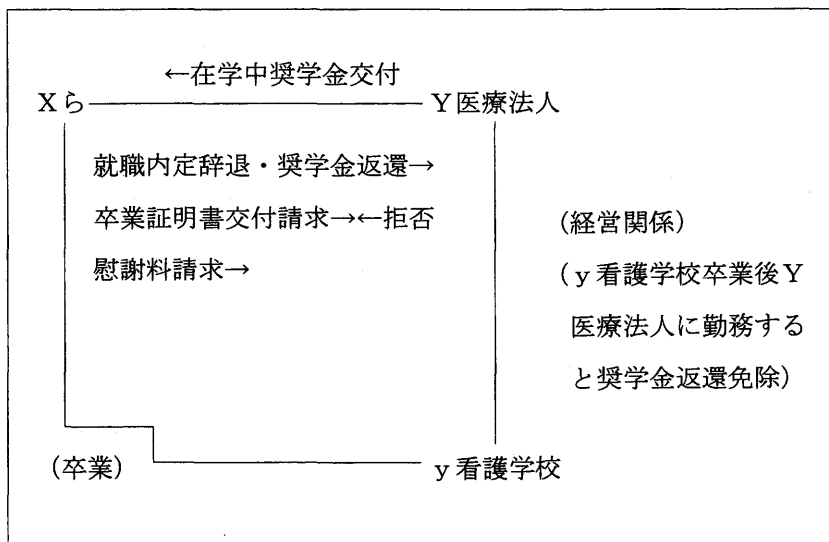 ←在学中奨学金交付
Xら
Y医療法人
就職内定辞退・奨学金返還→
卒業証明書交付請求→←拒否
慰謝料請求→
(経営関係)
(y看護学校卒業後Y
医療法人に勤務する
と奨学金返還免除)
(卒業)
y看護学校